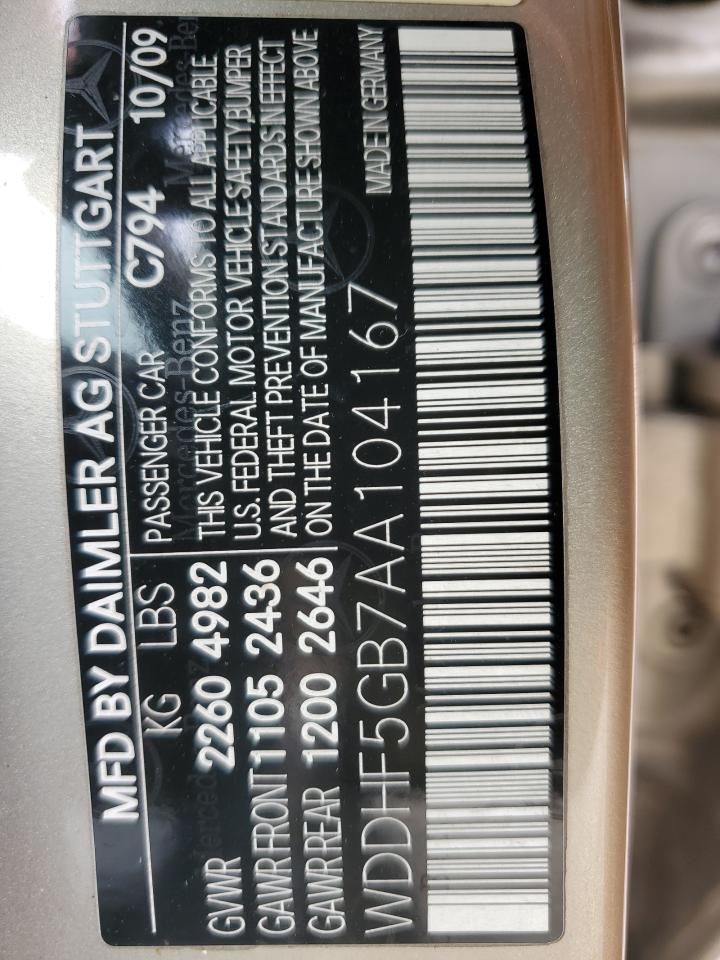 MFD BY DAIMLER AG STUTTGART
KG LBS PASSENGER CAR C794 10/09
GVWR 2260 4982 THIS VEHICLE CONFORMS TO ALL APPLICABLE
GAWR FRONT 1105 2436 U.S. FEDERAL MOTOR VEHICLE SAFETY BUMPER
GAWR REAR 1200 2646 AND THEFT PREVENTION STANDARDS IN EFFECT
ON THE DATE OF MANUFACTURE SHOWN ABOVE
WDDHF5GB7AA104167 MADE IN GERMANY
Mercedes-Benz